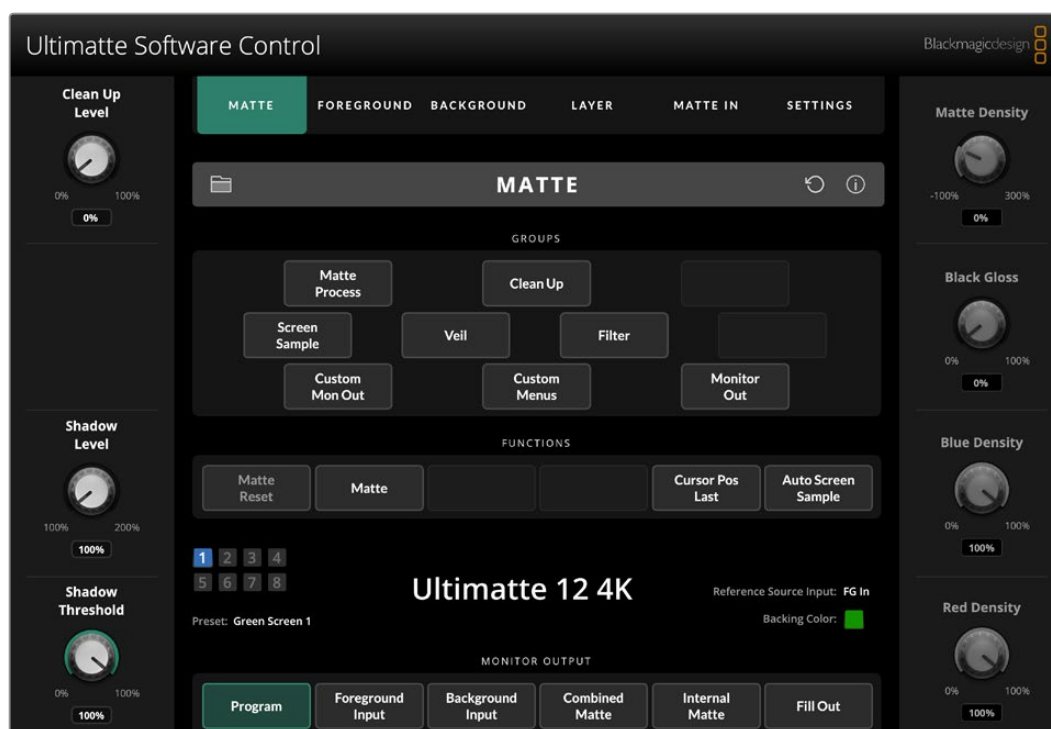 Ultimatte Software Control
Blackmagicdesign
Clean Up
Level
0% 100%
0%
Shadow
Level
100% 200%
100%
Shadow
Threshold
0% 100%
100%
MATTE FOREGROUND BACKGROUND LAYER MATTE IN SETTINGS
MATTE
GROUPS
Matte
Process
Clean Up
Screen
Sample
Veil
Filter
Custom
Mon Out
Custom
Menus
Monitor
Out
FUNCTIONS
Matte
Reset
Matte
Cursor Pos
Last
Auto Screen
Sample
1 2 3 4
5 6 7 8
Preset: Green Screen 1
Ultimatte 12 4K
Reference Source Input: FG In
Backing Color:
MONITOR OUTPUT
Program
Foreground
Input
Background
Input
Combined
Matte
Internal
Matte
Fill Out
Matte Density
-100% 300%
0%
Black Gloss
0% 100%
0%
Blue Density
0% 100%
100%
Red Density
0% 100%
100%